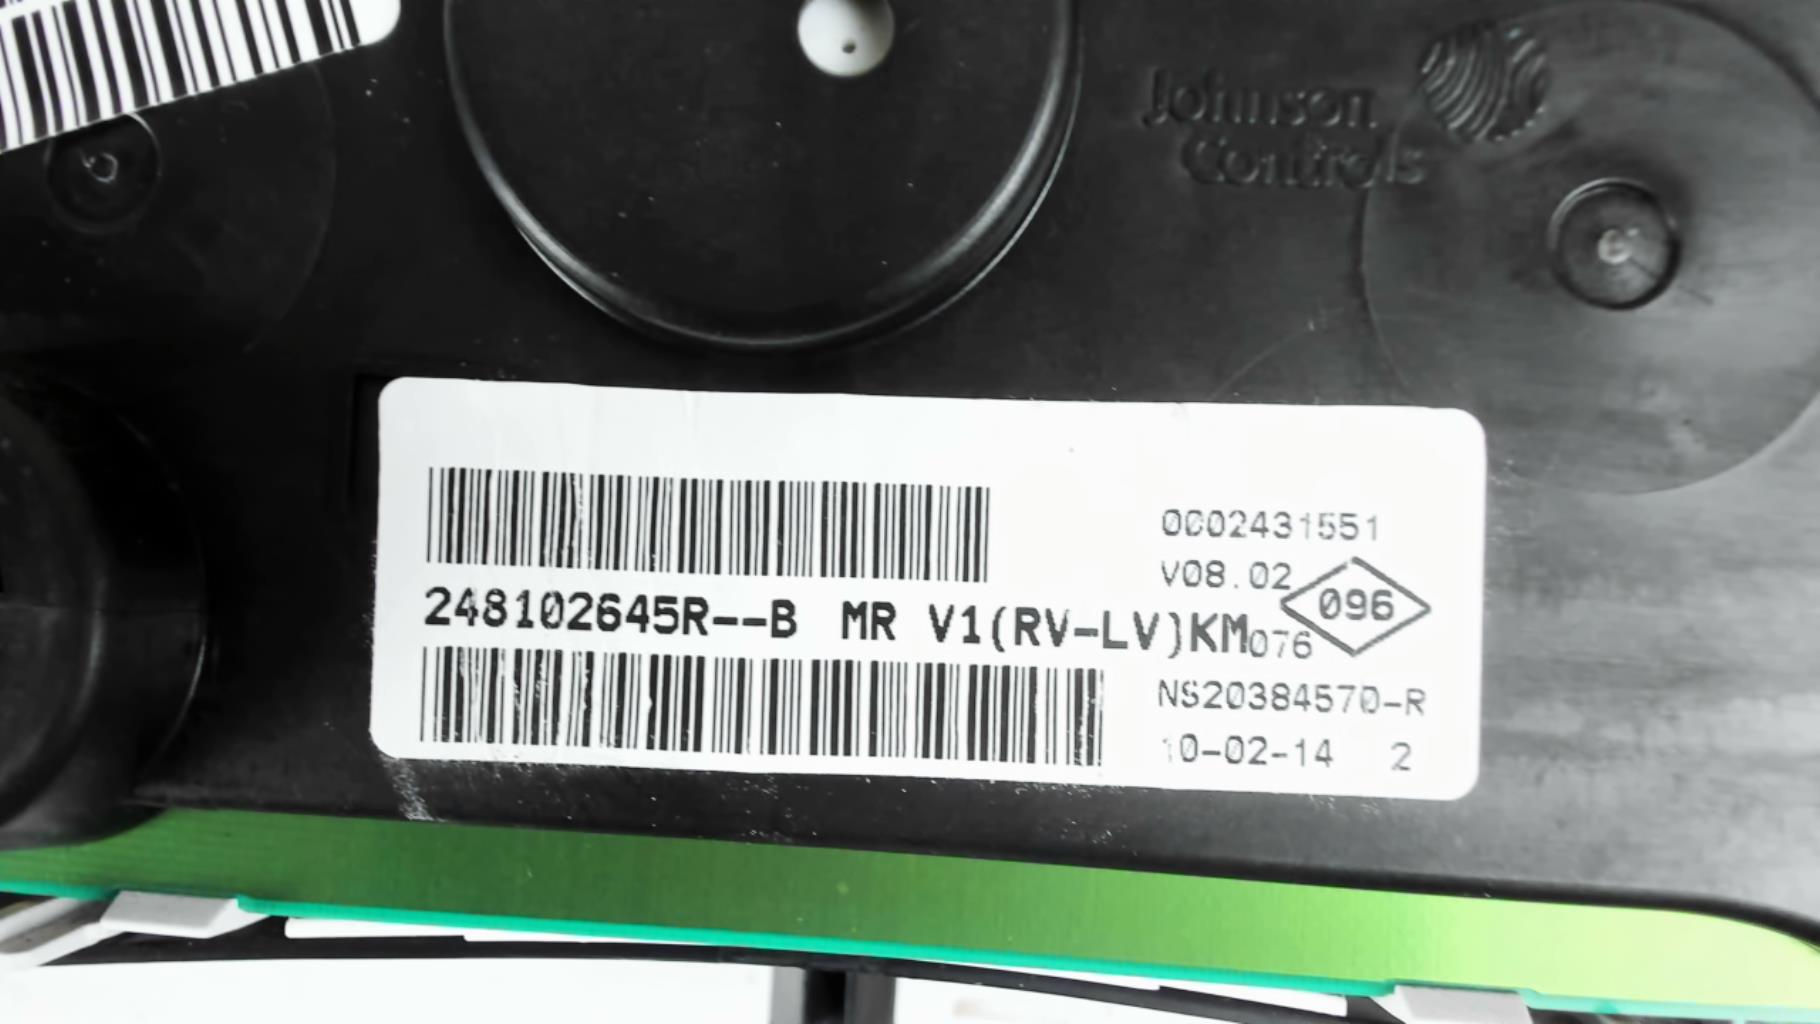 Johnson
Controls
0002431551
V08.02
096
248102645R--B MR V1(RV-LV)KM
076
NS20384570-R
10-02-14 2